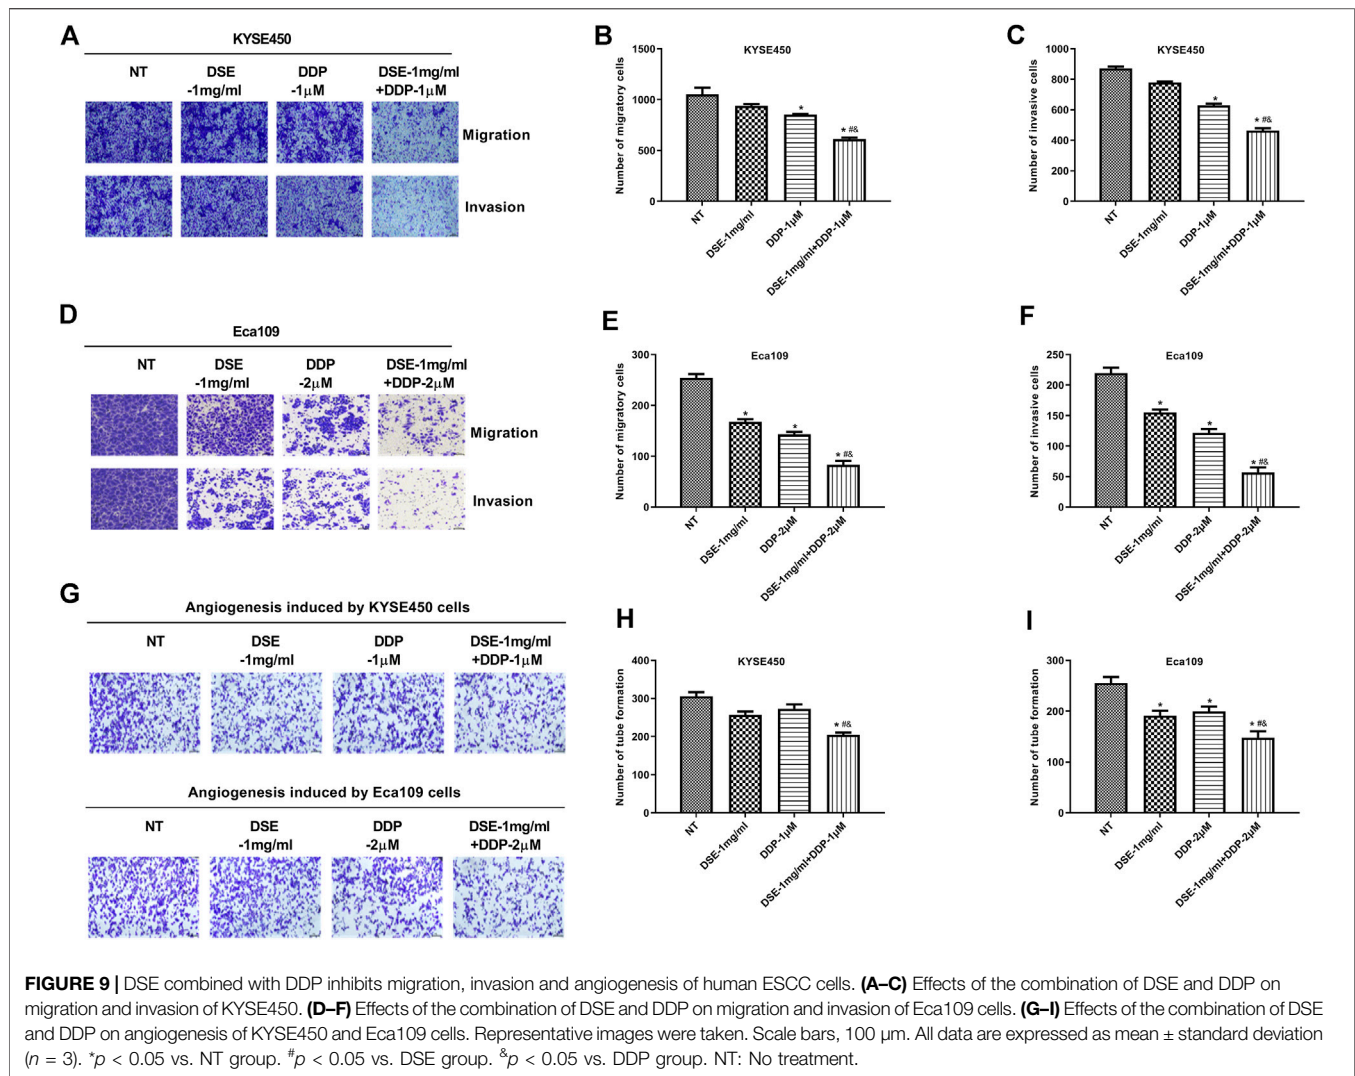 A
KYSE450
NT DSE DDP DSE-1mg/ml
-1mg/ml -1μM +DDP-1μM
Migration
Invasion
B
KYSE450
Number of migratory cells
1500
1000
500
0
*
* #&
NT
DSE-1mg/ml
DDP-1μM
DSE-1mg/ml+DDP-1μM
C
KYSE450
Number of invasive cells
1000
800
600
400
200
0
*
* #&
NT
DSE-1mg/ml
DDP-1μM
DSE-1mg/ml+DDP-1μM
D
Eca109
NT DSE DDP DSE-1mg/ml
-1mg/ml -2μM +DDP-2μM
Migration
Invasion
E
Eca109
Number of migratory cells
300
200
100
0
*
*
* #&
NT
DSE-1mg/ml
DDP-2μM
DSE-1mg/ml+DDP-2μM
F
Eca109
Number of invasive cells
250
200
150
100
50
0
*
*
* #&
NT
DSE-1mg/ml
DDP-2μM
DSE-1mg/ml+DDP-2μM
G
Angiogenesis induced by KYSE450 cells
NT DSE DDP DSE-1mg/ml
-1mg/ml -1μM +DDP-1μM
Angiogenesis induced by Eca109 cells
NT DSE DDP DSE-1mg/ml
-1mg/ml -2μM +DDP-2μM
H
KYSE450
Number of tube formation
400
300
200
100
0
* #&
NT
DSE-1mg/ml
DDP-1μM
DSE-1mg/ml+DDP-1μM
I
Eca109
Number of tube formation
300
200
100
0
*
*
* #&
NT
DSE-1mg/ml
DDP-2μM
DSE-1mg/ml+DDP-2μM
FIGURE 9 | DSE combined with DDP inhibits migration, invasion and angiogenesis of human ESCC cells. (A–C) Effects of the combination of DSE and DDP on
migration and invasion of KYSE450. (D–F) Effects of the combination of DSE and DDP on migration and invasion of Eca109 cells. (G–I) Effects of the combination of DSE
and DDP on angiogenesis of KYSE450 and Eca109 cells. Representative images were taken. Scale bars, 100 μm. All data are expressed as mean ± standard deviation
(n = 3). *p < 0.05 vs. NT group. #p < 0.05 vs. DSE group. &p < 0.05 vs. DDP group. NT: No treatment.